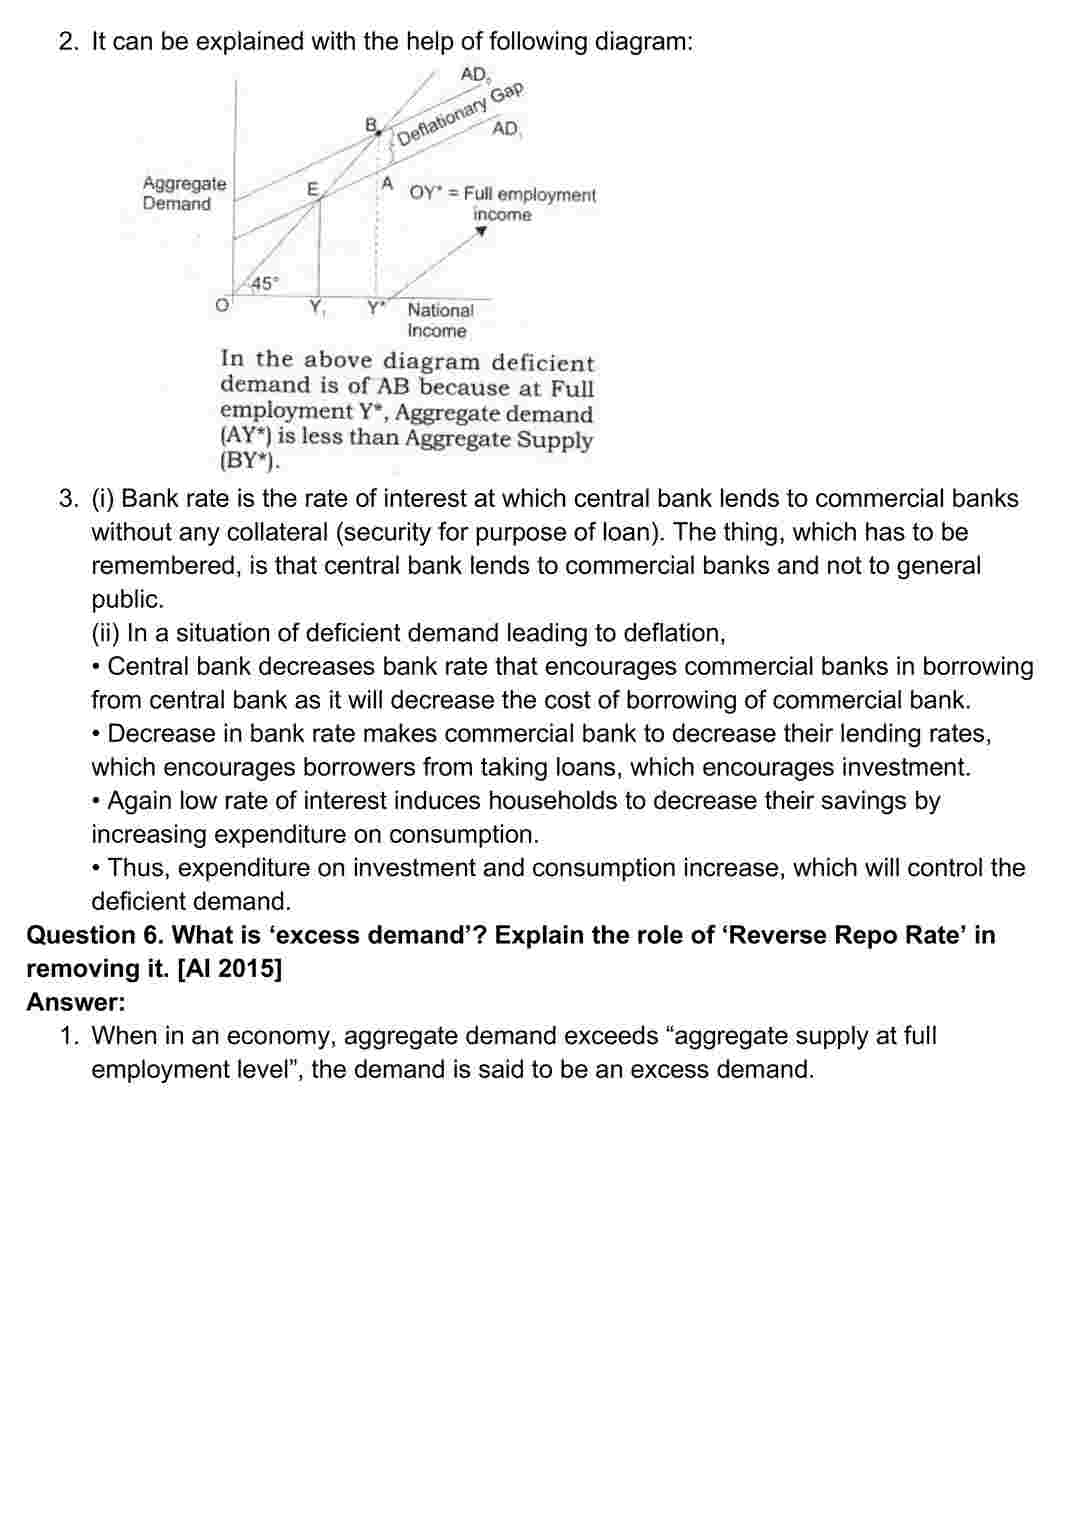 2. It can be explained with the help of following diagram:
AD₀
Deflationary Gap
B
AD₁
Aggregate
Demand
E
A
OY* = Full employment
income
45°
O
Y₁
Y*
National
Income
In the above diagram deficient
demand is of AB because at Full
employment Y*, Aggregate demand
(AY*) is less than Aggregate Supply
(BY*).
3. (i) Bank rate is the rate of interest at which central bank lends to commercial banks
without any collateral (security for purpose of loan). The thing, which has to be
remembered, is that central bank lends to commercial banks and not to general
public.
(ii) In a situation of deficient demand leading to deflation,
• Central bank decreases bank rate that encourages commercial banks in borrowing
from central bank as it will decrease the cost of borrowing of commercial bank.
• Decrease in bank rate makes commercial bank to decrease their lending rates,
which encourages borrowers from taking loans, which encourages investment.
• Again low rate of interest induces households to decrease their savings by
increasing expenditure on consumption.
• Thus, expenditure on investment and consumption increase, which will control the
deficient demand.
Question 6. What is ‘excess demand’? Explain the role of ‘Reverse Repo Rate’ in
removing it. [AI 2015]
Answer:
1. When in an economy, aggregate demand exceeds “aggregate supply at full
employment level”, the demand is said to be an excess demand.